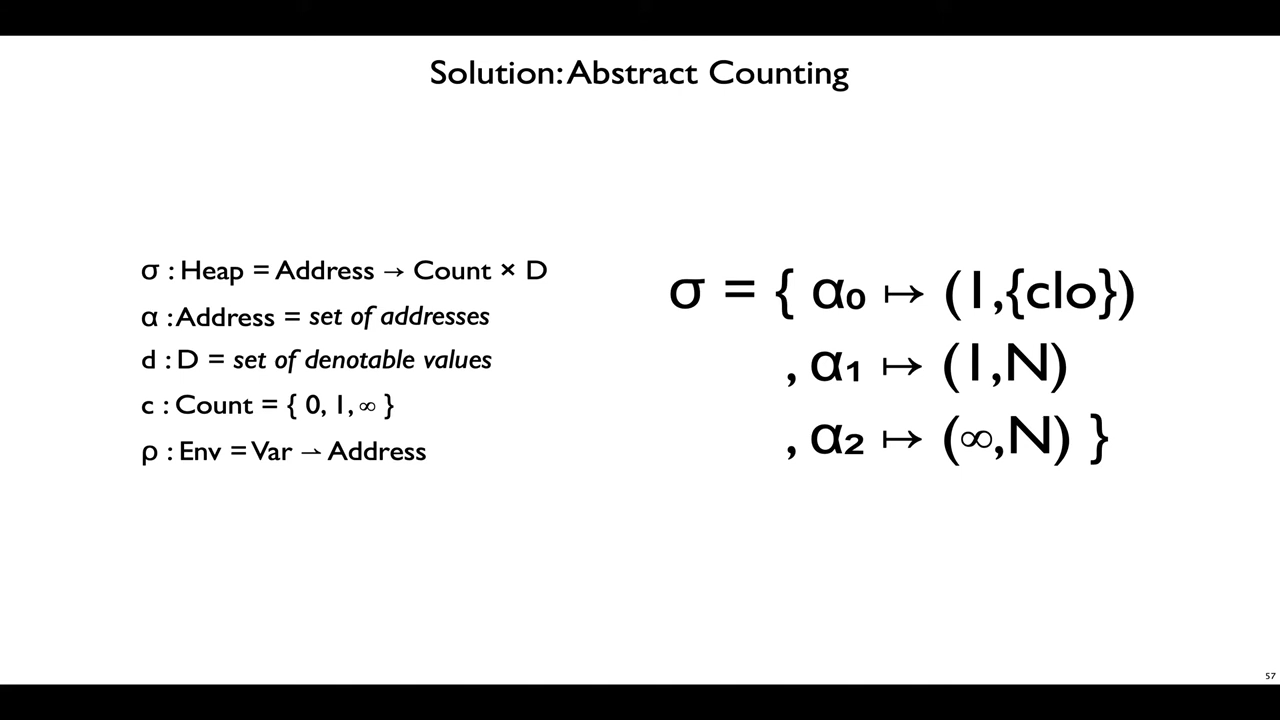 Solution: Abstract Counting
σ : Heap = Address → Count × D
α : Address = set of addresses
d : D = set of denotable values
c : Count = { 0, 1, ∞ }
ρ : Env = Var ⇀ Address
σ = { α₀ ↦ (1,{clo})
, α₁ ↦ (1,N)
, α₂ ↦ (∞,N) }
57